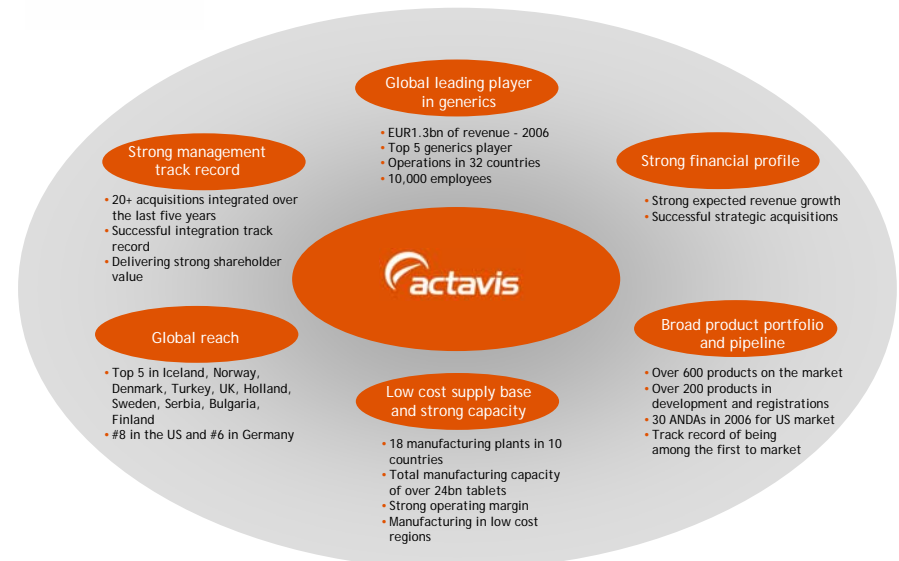 Global leading player
in generics
• EUR1.3bn of revenue - 2006
• Top 5 generics player
• Operations in 32 countries
• 10,000 employees
Strong management
track record
• 20+ acquisitions integrated over
the last five years
• Successful integration track
record
• Delivering strong shareholder
value
Strong financial profile
• Strong expected revenue growth
• Successful strategic acquisitions
actavis
Global reach
• Top 5 in Iceland, Norway,
Denmark, Turkey, UK, Holland,
Sweden, Serbia, Bulgaria,
Finland
• #8 in the US and #6 in Germany
Low cost supply base
and strong capacity
• 18 manufacturing plants in 10
countries
• Total manufacturing capacity
of over 24bn tablets
• Strong operating margin
• Manufacturing in low cost
regions
Broad product portfolio
and pipeline
• Over 600 products on the market
• Over 200 products in
development and registrations
• 30 ANDAs in 2006 for US market
• Track record of being
among the first to market